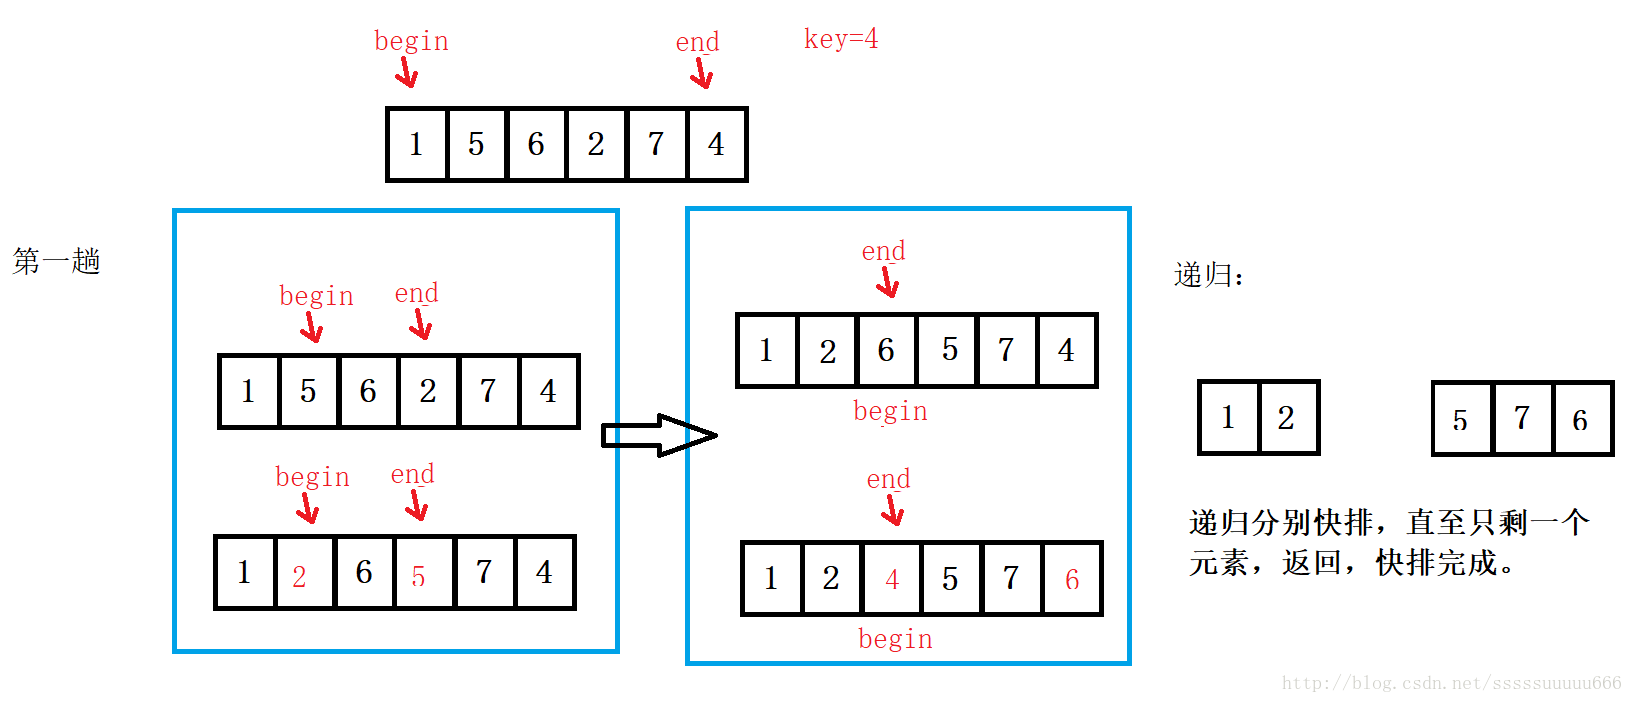 begin end key=4
1 5 6 2 7 4
第一趟
begin end
1 5 6 2 7 4
begin end
1 2 6 5 7 4
end
1 2 6 5 7 4
begin
end
1 2 4 5 7 6
begin
递归：
1 2
5 7 6
递归分别快排，直至只剩一个
元素，返回，快排完成。
http://blog.csdn.net/sssssuuuuu666